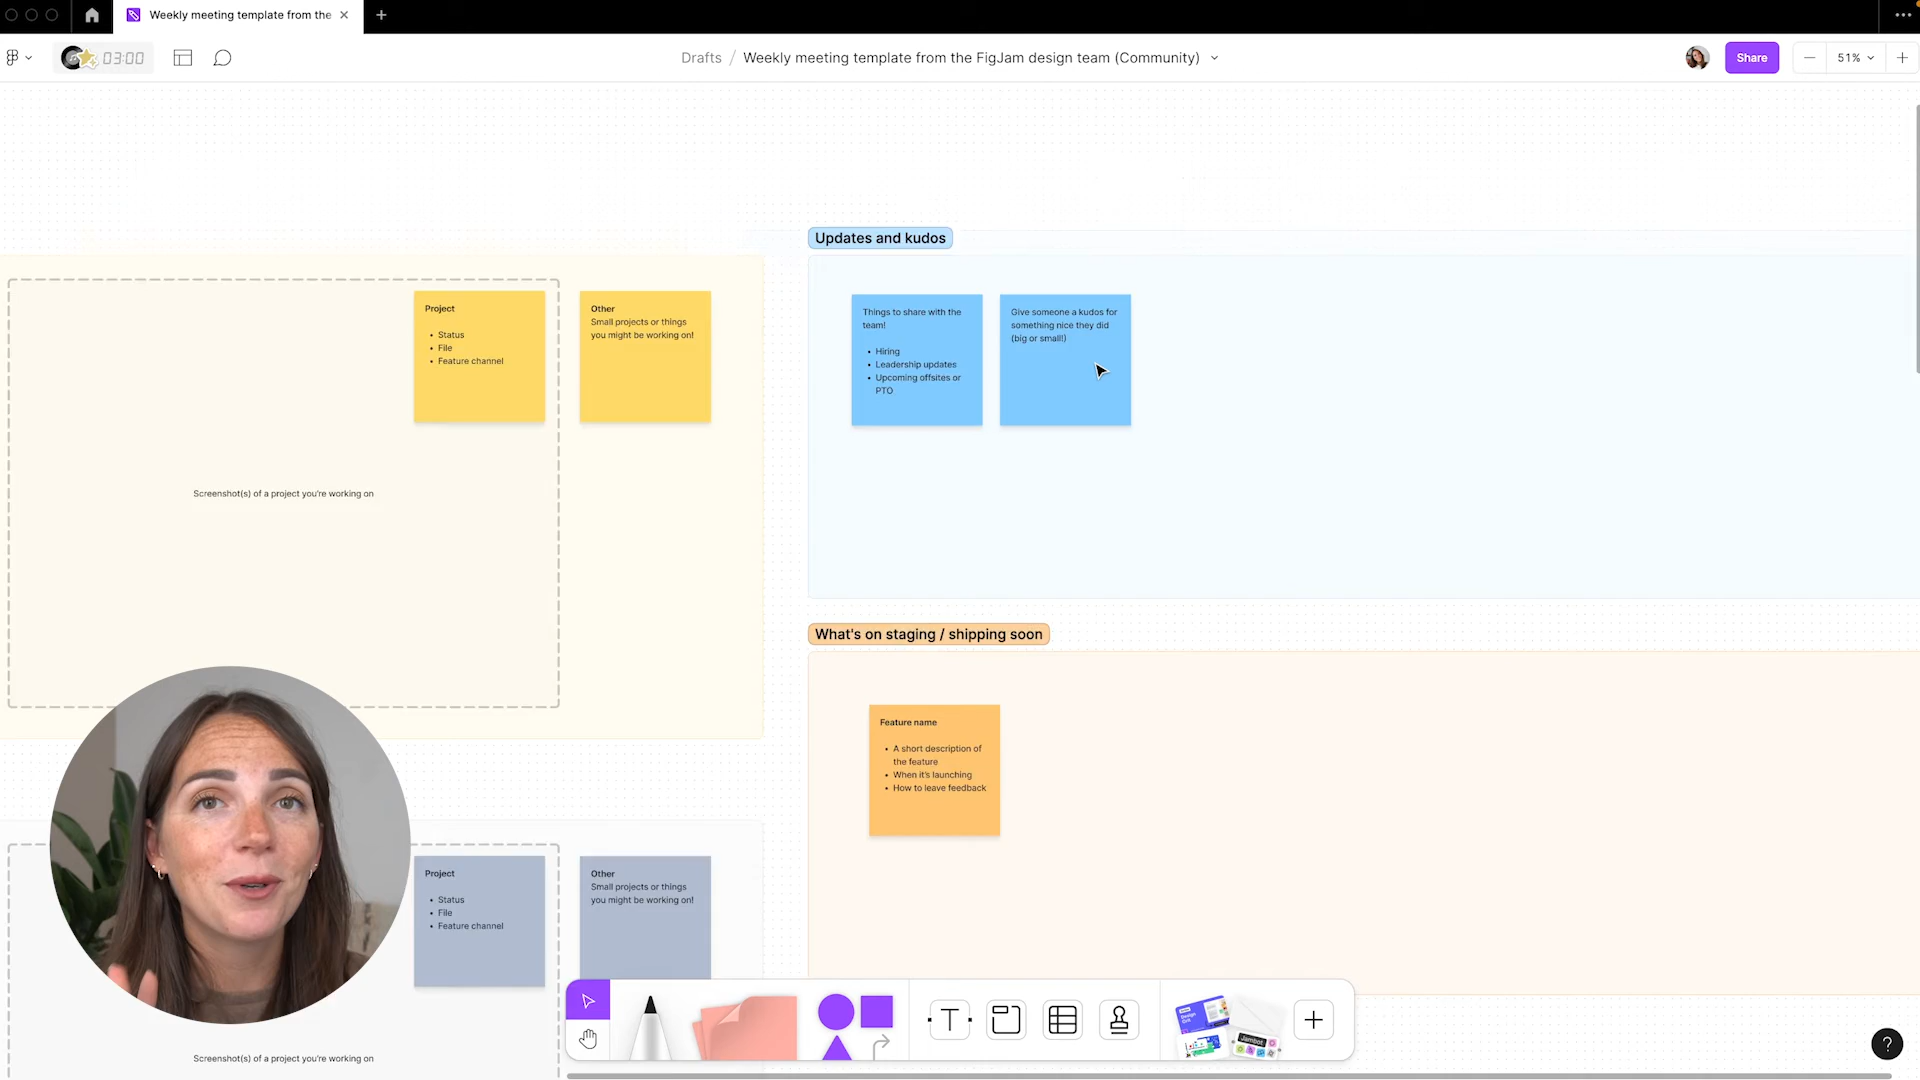 Weekly meeting template from the
03:00
Drafts / Weekly meeting template from the FigJam design team (Community)
Share
51%
Updates and kudos
Project
• Status
• File
• Feature channel
Other
Small projects or things
you might be working on!
Things to share with the
team!
• Hiring
• Leadership updates
• Upcoming offsites or
PTO
Give someone a kudos for
something nice they did
(big or small!)
Screenshot(s) of a project you're working on
What's on staging / shipping soon
Feature name
• A short description of
the feature
• When it's launching
• How to leave feedback
Project
• Status
• File
• Feature channel
Other
Small projects or things
you might be working on!
Screenshot(s) of a project you're working on
T
Jambot
?